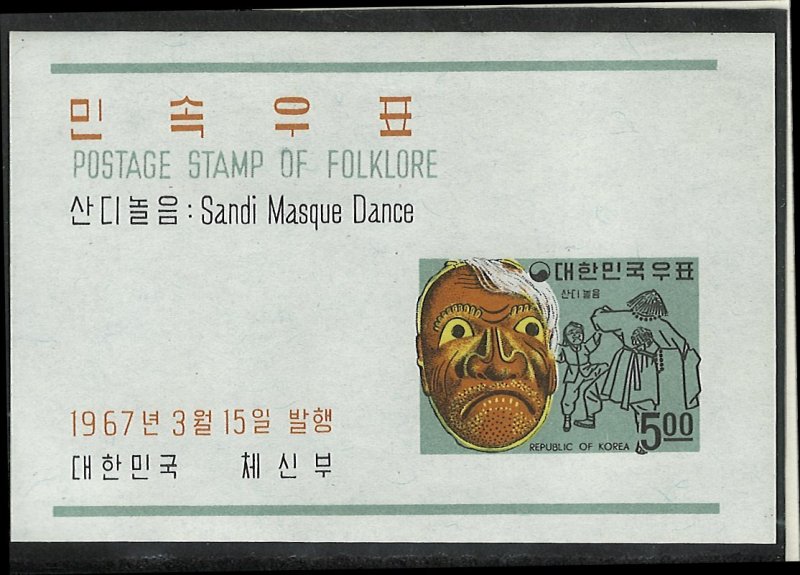 민속우표
POSTAGE STAMP OF FOLKLORE
산디놀음: Sandi Masque Dance
대한민국우표
산디놀음
REPUBLIC OF KOREA
5.00
1967년 3월 15일 발행
대한민국 체신부